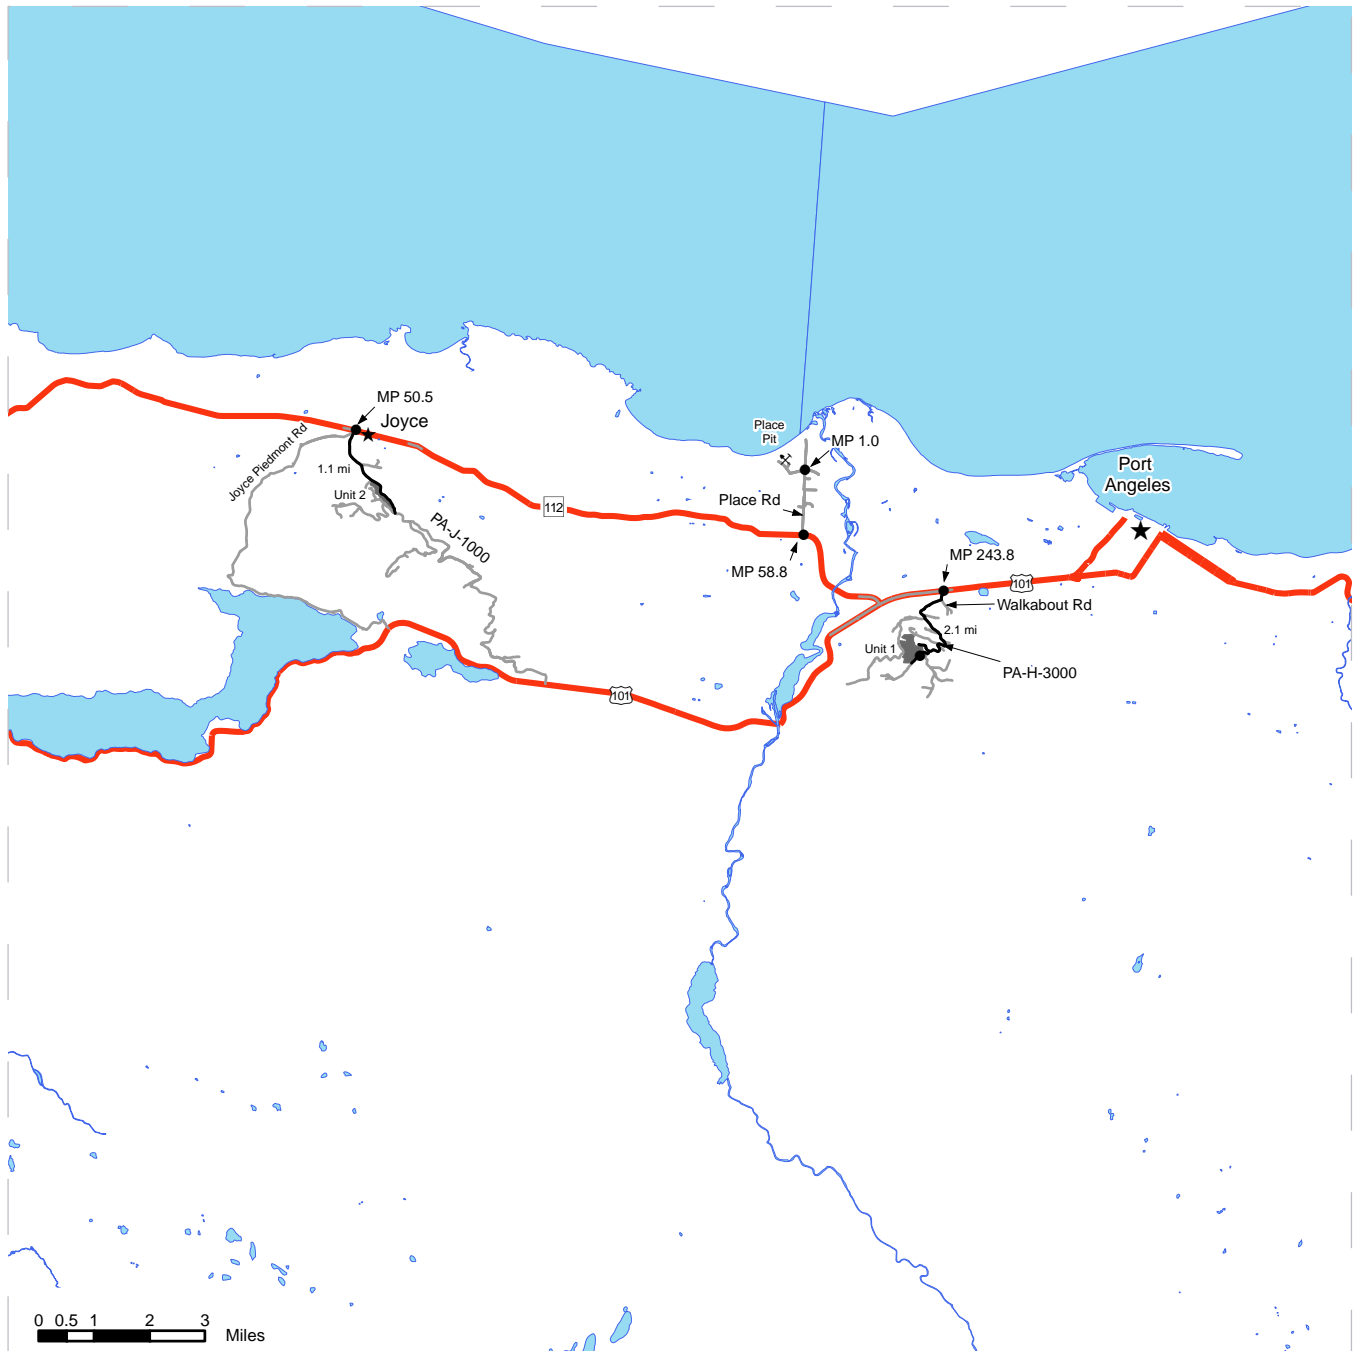 MP 50.5
Joyce
Joyce Piedmont Rd
1.1 mi
Unit 2
PA-J-1000
112
Place
Pit
MP 1.0
Place Rd
MP 58.8
Port
Angeles
MP 243.8
101
Walkabout Rd
2.1 mi
Unit 1
PA-H-3000
101
0 0.5 1 2 3
Miles